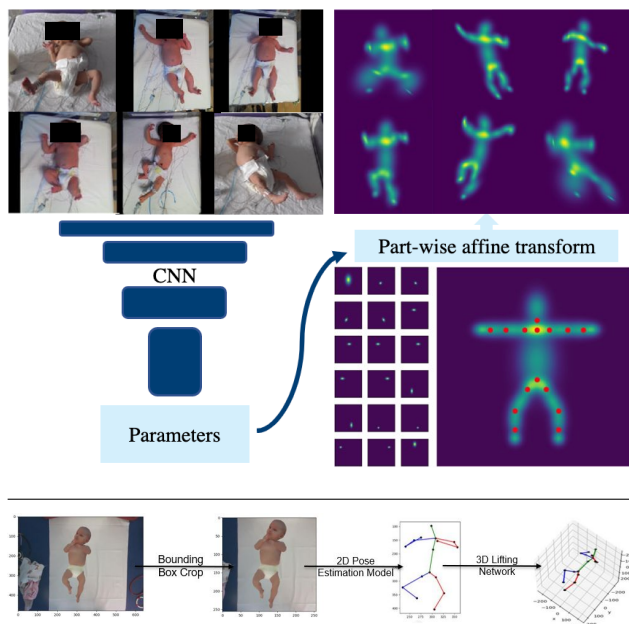 CNN
Parameters
Part-wise affine transform
Bounding
Box Crop
2D Pose
Estimation Model
3D Lifting
Network